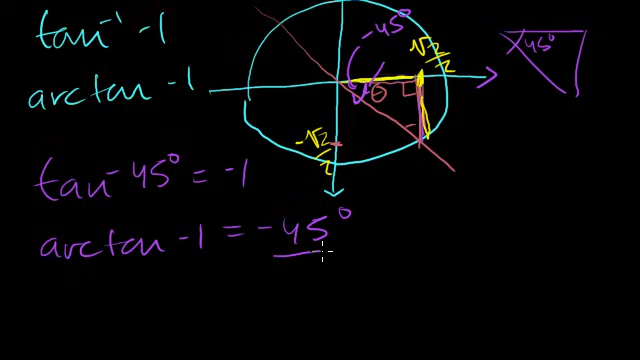 tan⁻¹ -1
arctan -1
-45°
√2/2
45°
θ
-√2/2
tan -45° = -1
arctan -1 = -45°